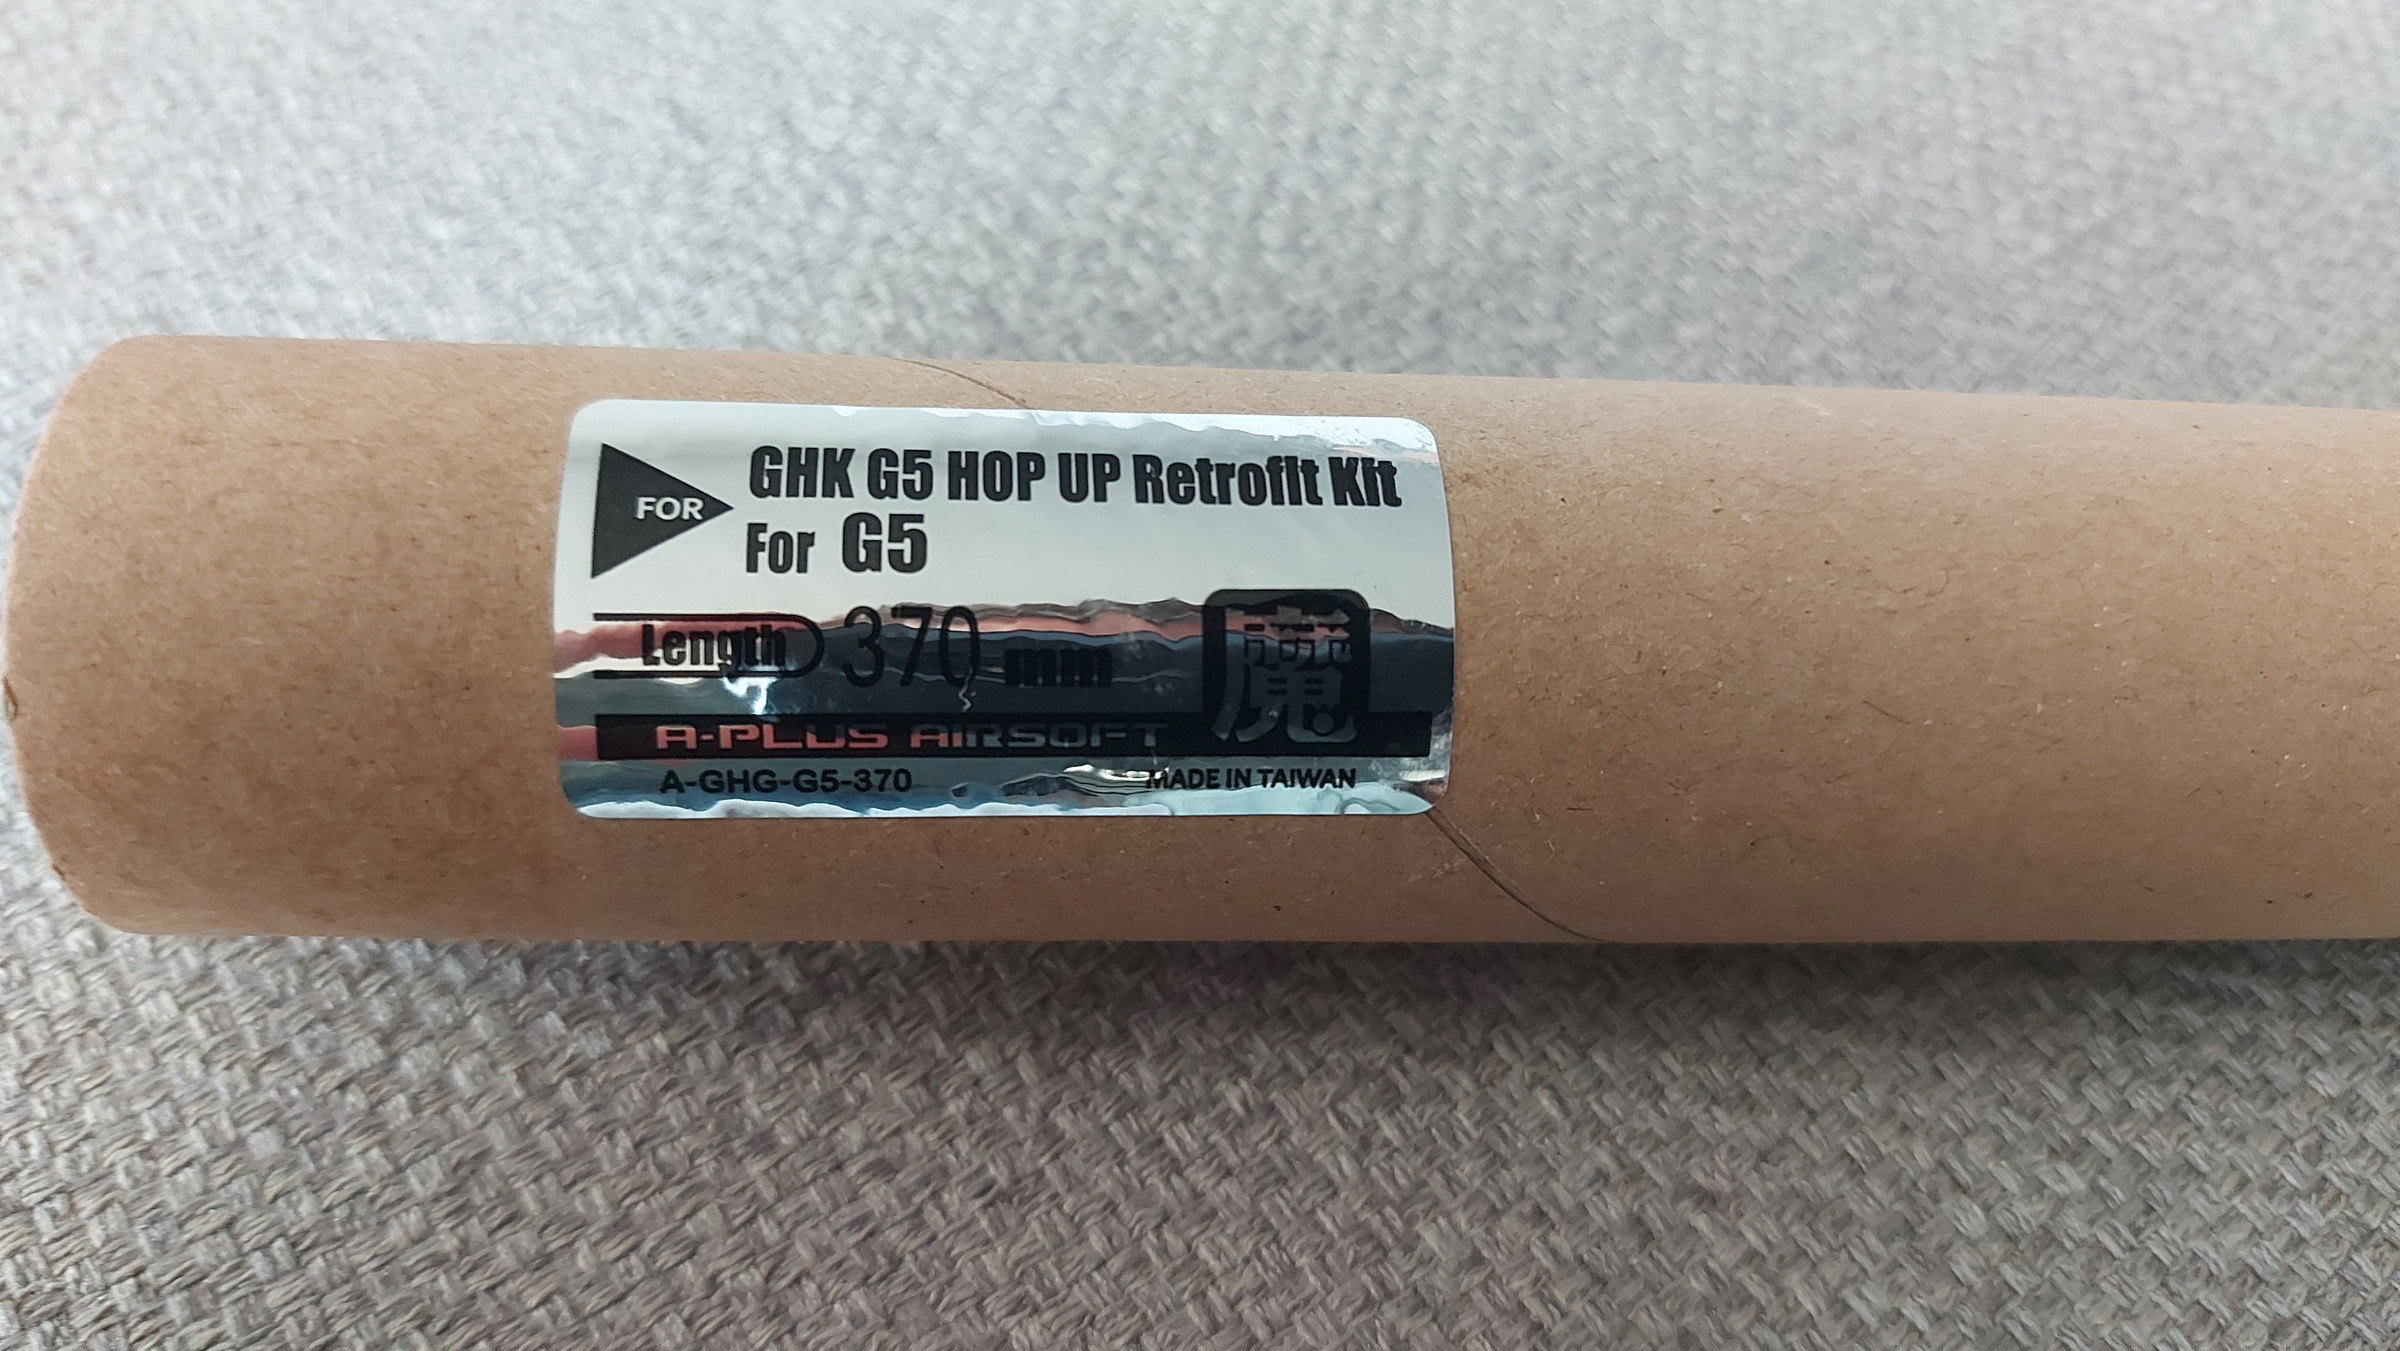 FOR
GHK G5 HOP UP Retrofit Kit
For G5
Length 370 mm
魔
A-PLUS AIRSOFT
A-GHG-G5-370 MADE IN TAIWAN